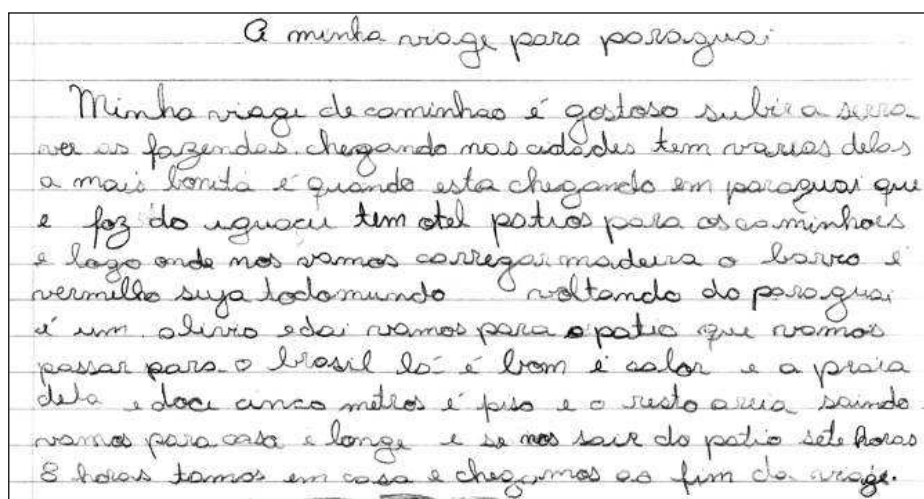 A minha viage para paraguai
Minha viage de caminhao é gostoso subir a serra
ver as fazendas. chegando nas cidades tem varias delas
a mais bonita é quando esta chegando em paraguai que
e foz do iguaçu tem otel patios para os caminhoes
e logo onde nos vamos carregar madeira o barro é
vermelho suja todomundo voltando do paraguai
é um alivio e dai vamos para o patio que vamos
passar para o brasil lá é bom é calor e a praia
dela e doce cinco metros é piso e o resto areia saindo
vamos para casa é longe e se nos sair do patio sete horas
8 horas tamos em casa e chegamos ao fim da viage.